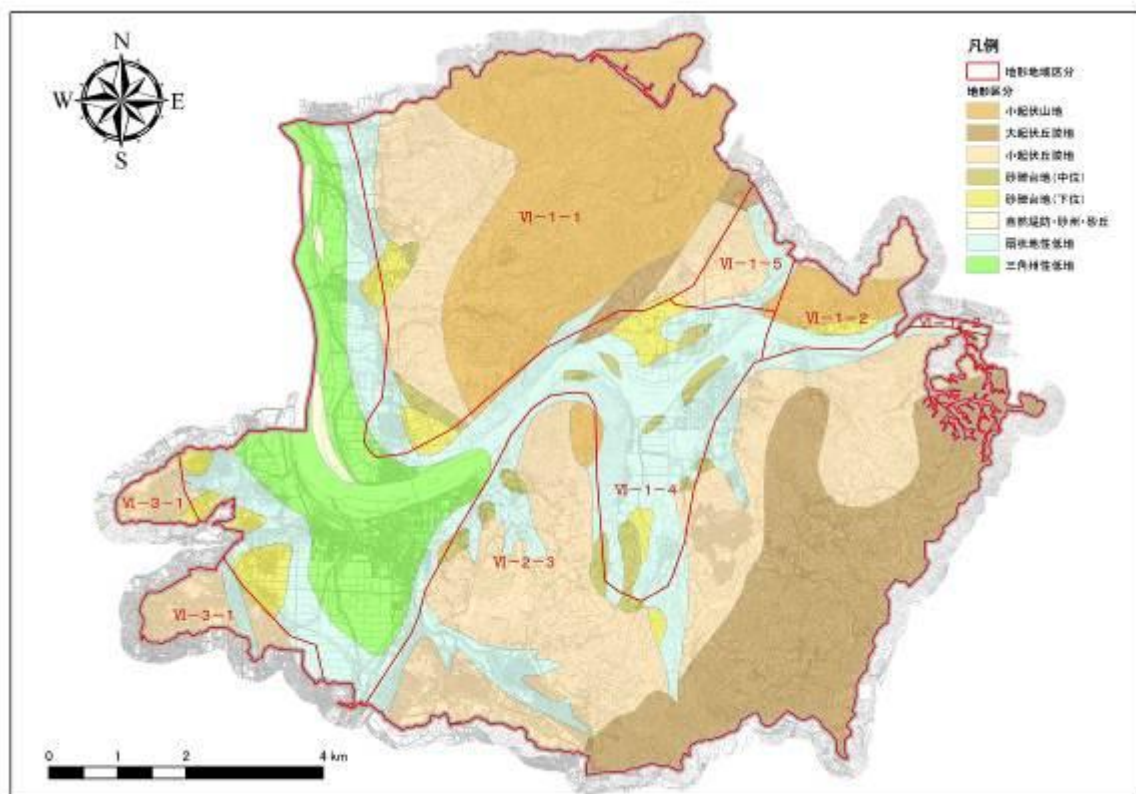 N
W E
S
凡例
地形地域区分
地形区分
小起伏山地
大起伏丘陵地
小起伏丘陵地
砂礫台地(中位)
砂礫台地(下位)
自然堤防・砂州・砂丘
扇状地性低地
三角州性低地
Ⅵ-1-1
Ⅵ-1-5
Ⅵ-1-2
Ⅵ-1-4
Ⅵ-3-1
Ⅵ-2-3
Ⅵ-3-1
0 1 2 4 km